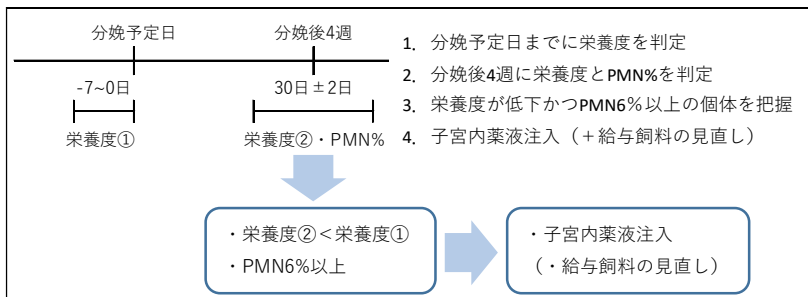 分娩予定日
分娩後4週
-7~0日
30日±2日
栄養度①
栄養度②・PMN%
1. 分娩予定日までに栄養度を判定
2. 分娩後4週に栄養度とPMN%を判定
3. 栄養度が低下かつPMN6%以上の個体を把握
4. 子宮内薬液注入（＋給与飼料の見直し）
・栄養度②＜栄養度①
・PMN6%以上
・子宮内薬液注入
（・給与飼料の見直し）